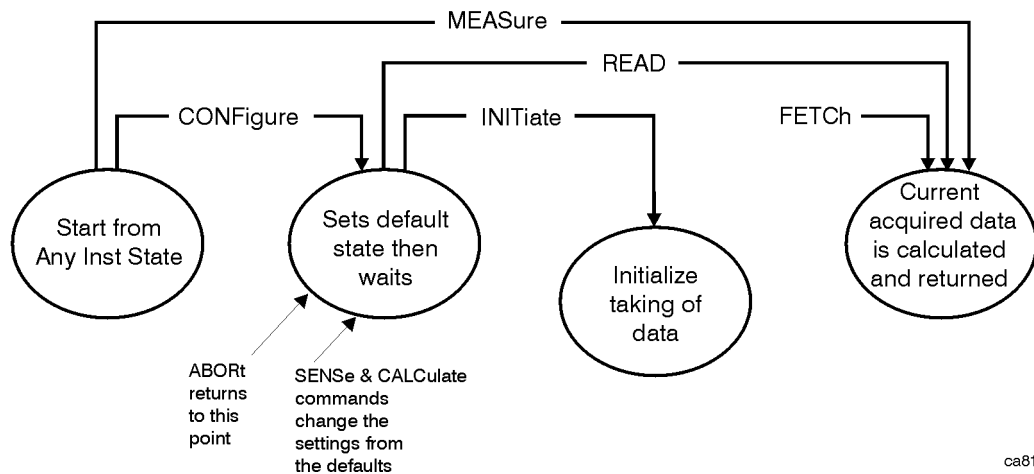 MEASure
READ
CONFigure
INITiate
FETCh
Start from
Any Inst State
Sets default
state then
waits
Initialize
taking of
data
Current
acquired data
is calculated
and returned
ABORt
returns
to this
point
SENSe & CALCulate
commands
change the
settings from
the defaults
ca81